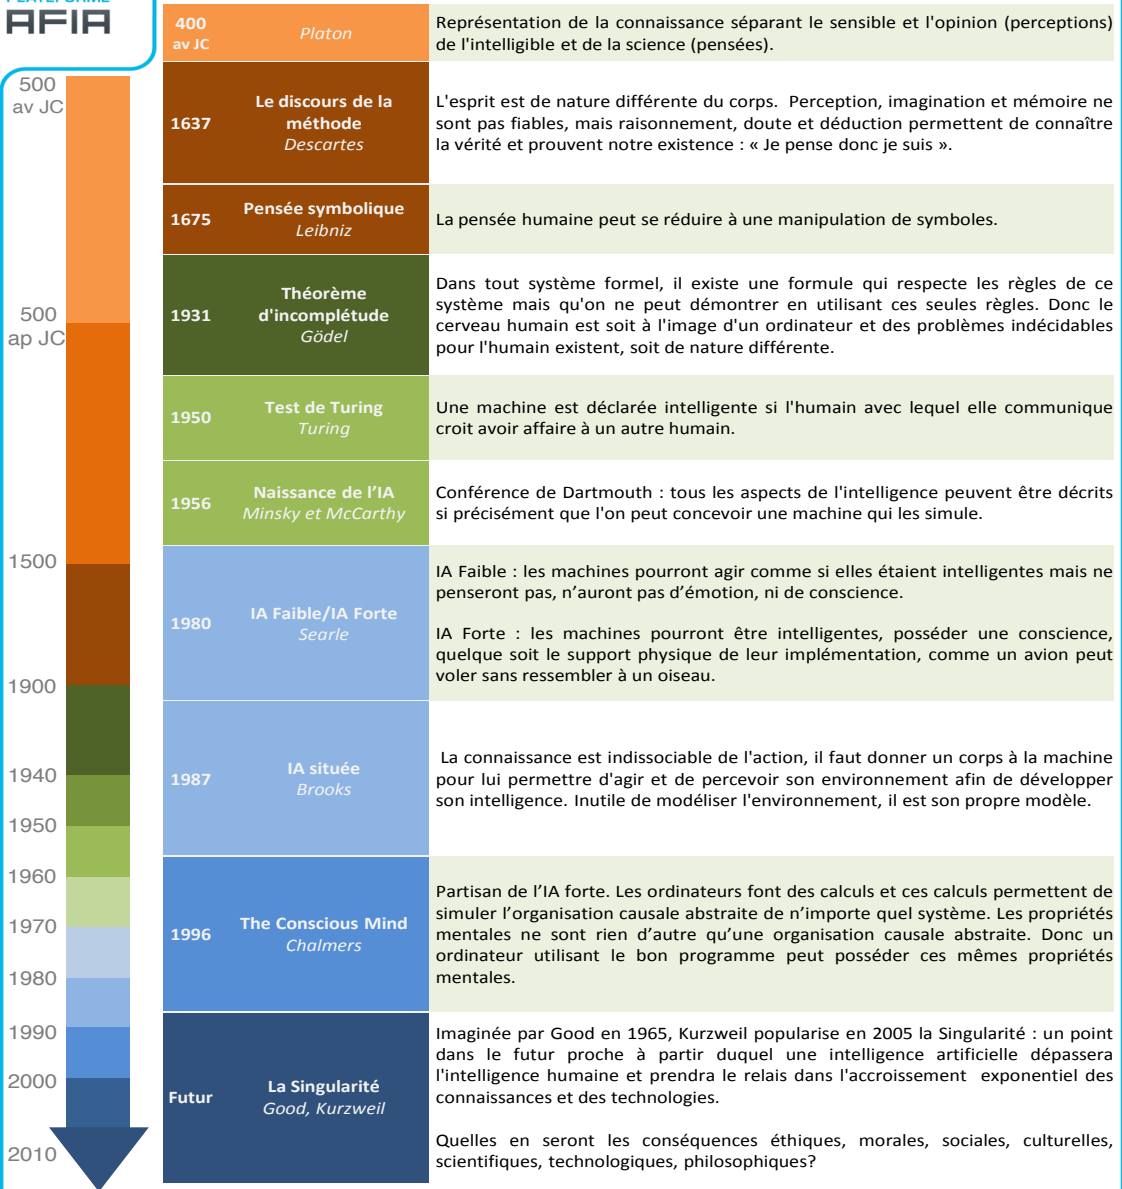 PLATEFORME
AFIA
500
av JC
500
ap JC
1500
1900
1940
1950
1960
1970
1980
1990
2000
2010
400
av JC
Platon
Représentation de la connaissance séparant le sensible et l'opinion (perceptions)
de l'intelligible et de la science (pensées).
1637
Le discours de la
méthode
Descartes
L'esprit est de nature différente du corps. Perception, imagination et mémoire ne
sont pas fiables, mais raisonnement, doute et déduction permettent de connaître
la vérité et prouvent notre existence : « Je pense donc je suis ».
1675
Pensée symbolique
Leibniz
La pensée humaine peut se réduire à une manipulation de symboles.
1931
Théorème
d'incomplétude
Gödel
Dans tout système formel, il existe une formule qui respecte les règles de ce
système mais qu'on ne peut démontrer en utilisant ces seules règles. Donc le
cerveau humain est soit à l'image d'un ordinateur et des problèmes indécidables
pour l'humain existent, soit de nature différente.
1950
Test de Turing
Turing
Une machine est déclarée intelligente si l'humain avec lequel elle communique
croit avoir affaire à un autre humain.
1956
Naissance de l’IA
Minsky et McCarthy
Conférence de Dartmouth : tous les aspects de l'intelligence peuvent être décrits
si précisément que l'on peut concevoir une machine qui les simule.
1980
IA Faible/IA Forte
Searle
IA Faible : les machines pourront agir comme si elles étaient intelligentes mais ne
penseront pas, n’auront pas d’émotion, ni de conscience.
IA Forte : les machines pourront être intelligentes, posséder une conscience,
quelque soit le support physique de leur implémentation, comme un avion peut
voler sans ressembler à un oiseau.
1987
IA située
Brooks
La connaissance est indissociable de l'action, il faut donner un corps à la machine
pour lui permettre d'agir et de percevoir son environnement afin de développer
son intelligence. Inutile de modéliser l'environnement, il est son propre modèle.
1996
The Conscious Mind
Chalmers
Partisan de l’IA forte. Les ordinateurs font des calculs et ces calculs permettent de
simuler l’organisation causale abstraite de n’importe quel système. Les propriétés
mentales ne sont rien d’autre qu’une organisation causale abstraite. Donc un
ordinateur utilisant le bon programme peut posséder ces mêmes propriétés
mentales.
Futur
La Singularité
Good, Kurzweil
Imaginée par Good en 1965, Kurzweil popularise en 2005 la Singularité : un point
dans le futur proche à partir duquel une intelligence artificielle dépassera
l'intelligence humaine et prendra le relais dans l'accroissement exponentiel des
connaissances et des technologies.
Quelles en seront les conséquences éthiques, morales, sociales, culturelles,
scientifiques, technologiques, philosophiques?